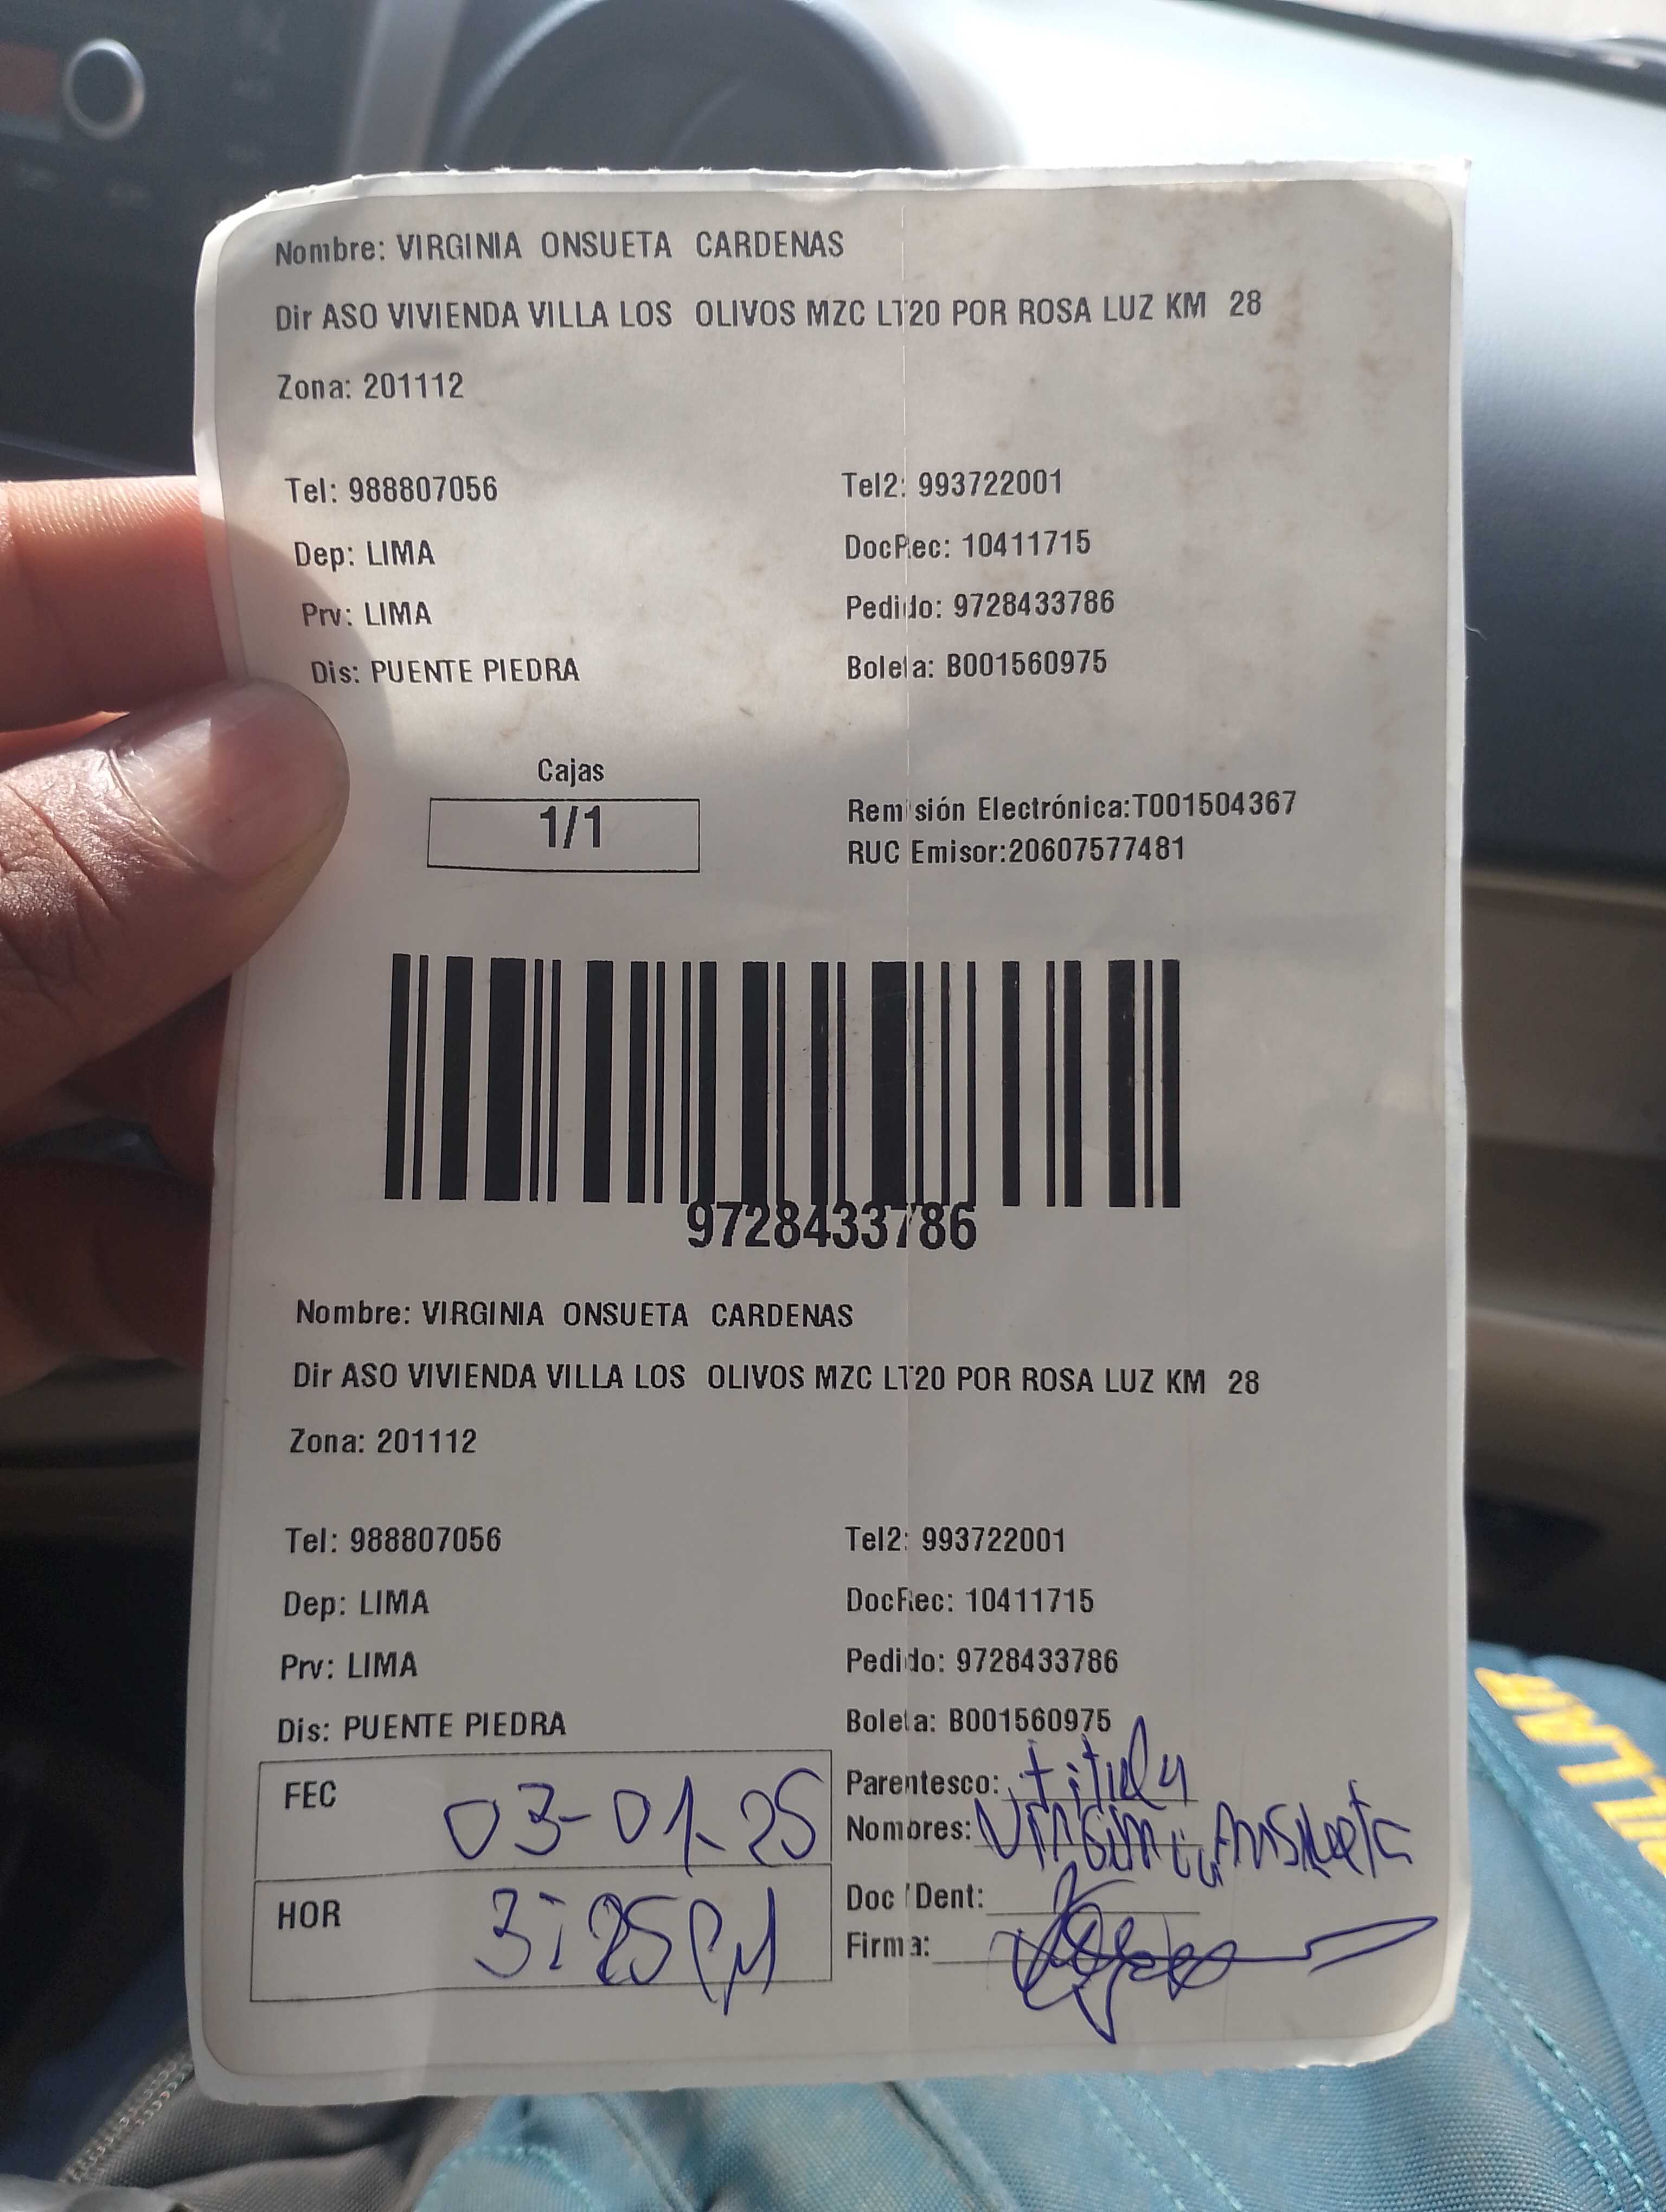 Nombre: VIRGINIA ONSUETA CARDENAS
Dir ASO VIVIENDA VILLA LOS OLIVOS MZC LT20 POR ROSA LUZ KM 28
Zona: 201112
Tel: 988807056 Tel2: 993722001
Dep: LIMA DocRec: 10411715
Prv: LIMA Pedido: 9728433786
Dis: PUENTE PIEDRA Boleta: B001560975
Cajas
1/1
Remisión Electrónica:T001504367
RUC Emisor:20607577481
9728433786
Nombre: VIRGINIA ONSUETA CARDENAS
Dir ASO VIVIENDA VILLA LOS OLIVOS MZC LT20 POR ROSA LUZ KM 28
Zona: 201112
Tel: 988807056 Tel2: 993722001
Dep: LIMA DocRec: 10411715
Prv: LIMA Pedido: 9728433786
Dis: PUENTE PIEDRA Boleta: B001560975
FEC 03-01-25 Parentesco:
Nombres: Virginia Ansueta
HOR 3:25 PM Doc/Dent:
Firma: